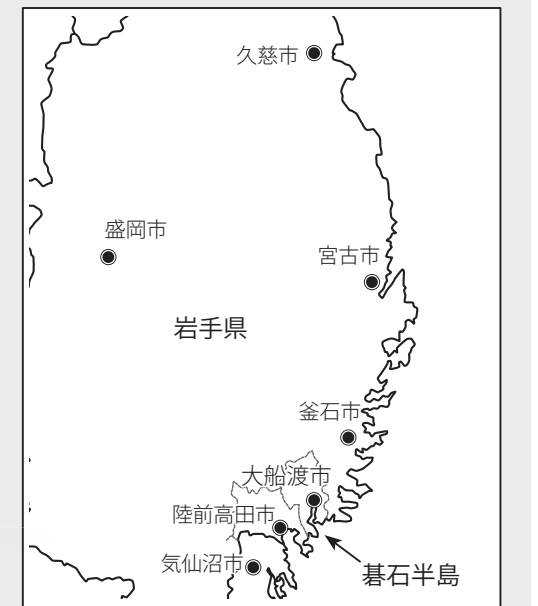 久慈市
盛岡市
宮古市
岩手県
釜石市
大船渡市
陸前高田市
気仙沼市
碁石半島